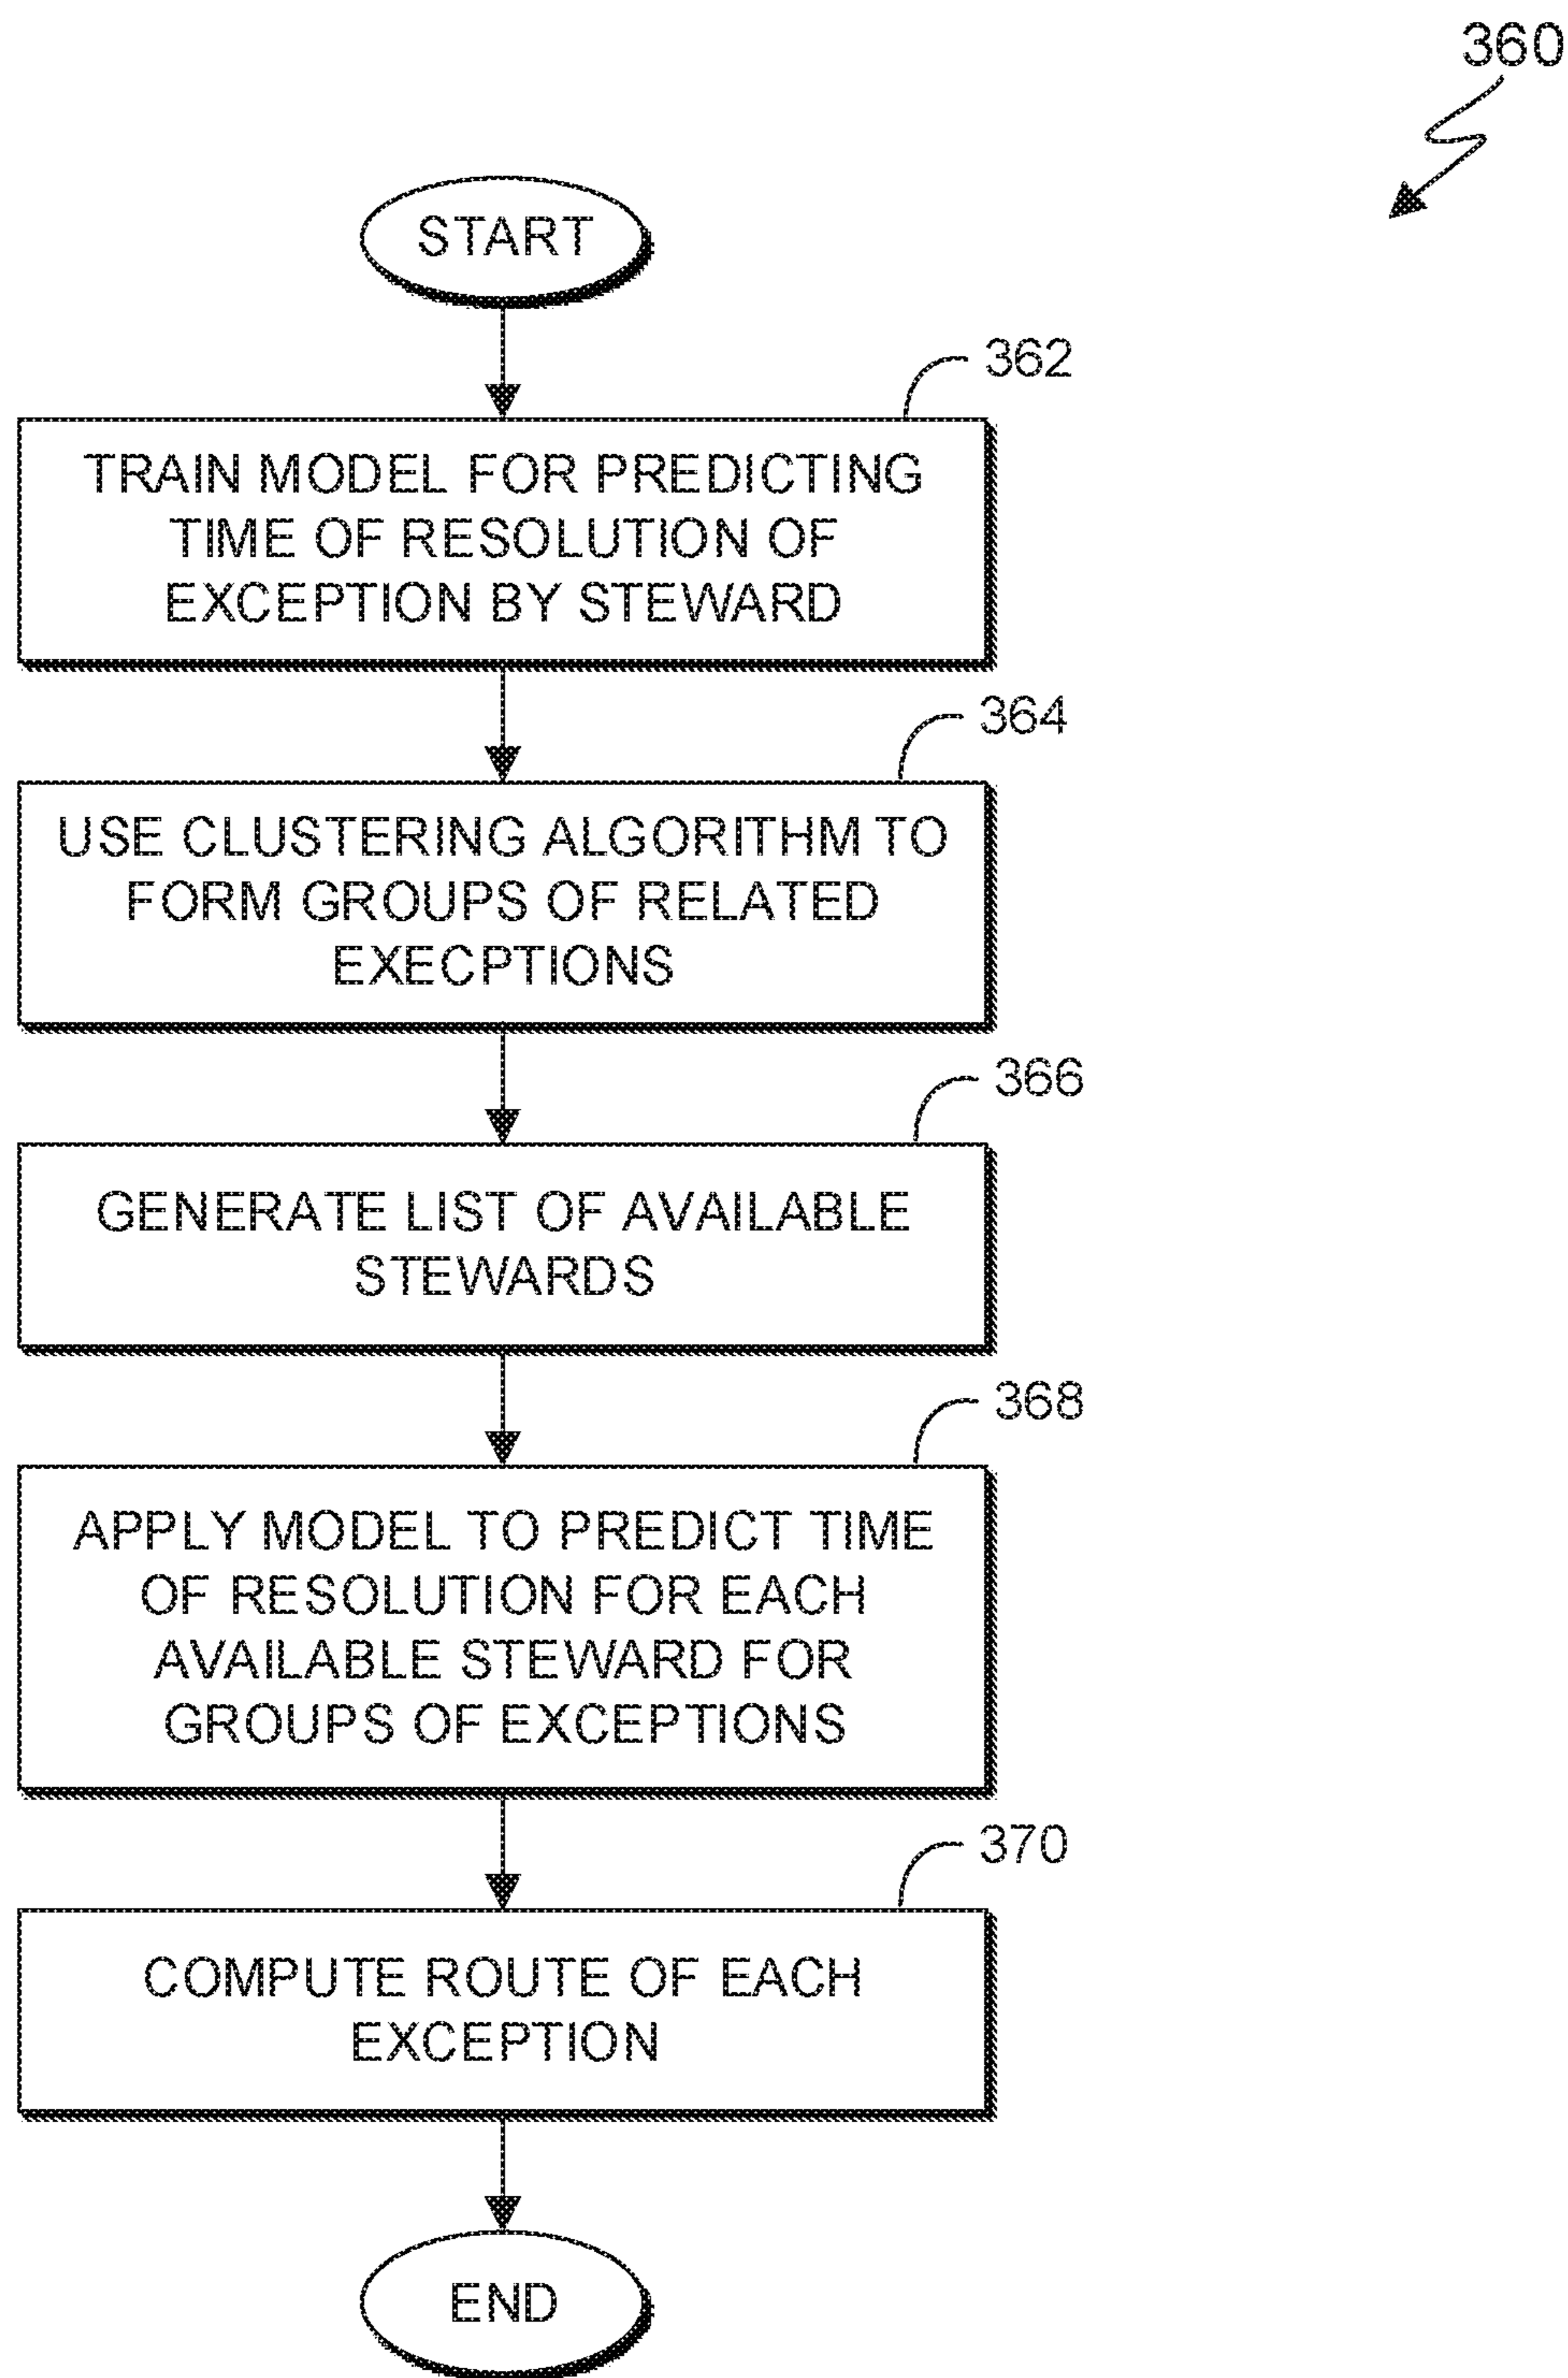 360
START
362
TRAIN MODEL FOR PREDICTING
TIME OF RESOLUTION OF
EXCEPTION BY STEWARD
364
USE CLUSTERING ALGORITHM TO
FORM GROUPS OF RELATED
EXECPTIONS
366
GENERATE LIST OF AVAILABLE
STEWARDS
368
APPLY MODEL TO PREDICT TIME
OF RESOLUTION FOR EACH
AVAILABLE STEWARD FOR
GROUPS OF EXCEPTIONS
370
COMPUTE ROUTE OF EACH
EXCEPTION
END